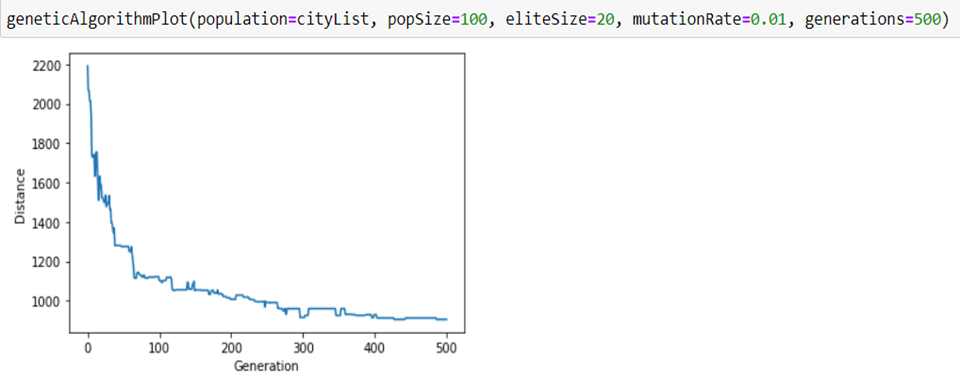 geneticAlgorithmPlot(population=cityList, popSize=100, eliteSize=20, mutationRate=0.01, generations=500)
2200
2000
1800
1600
1400
1200
1000
Distance
0 100 200 300 400 500
Generation